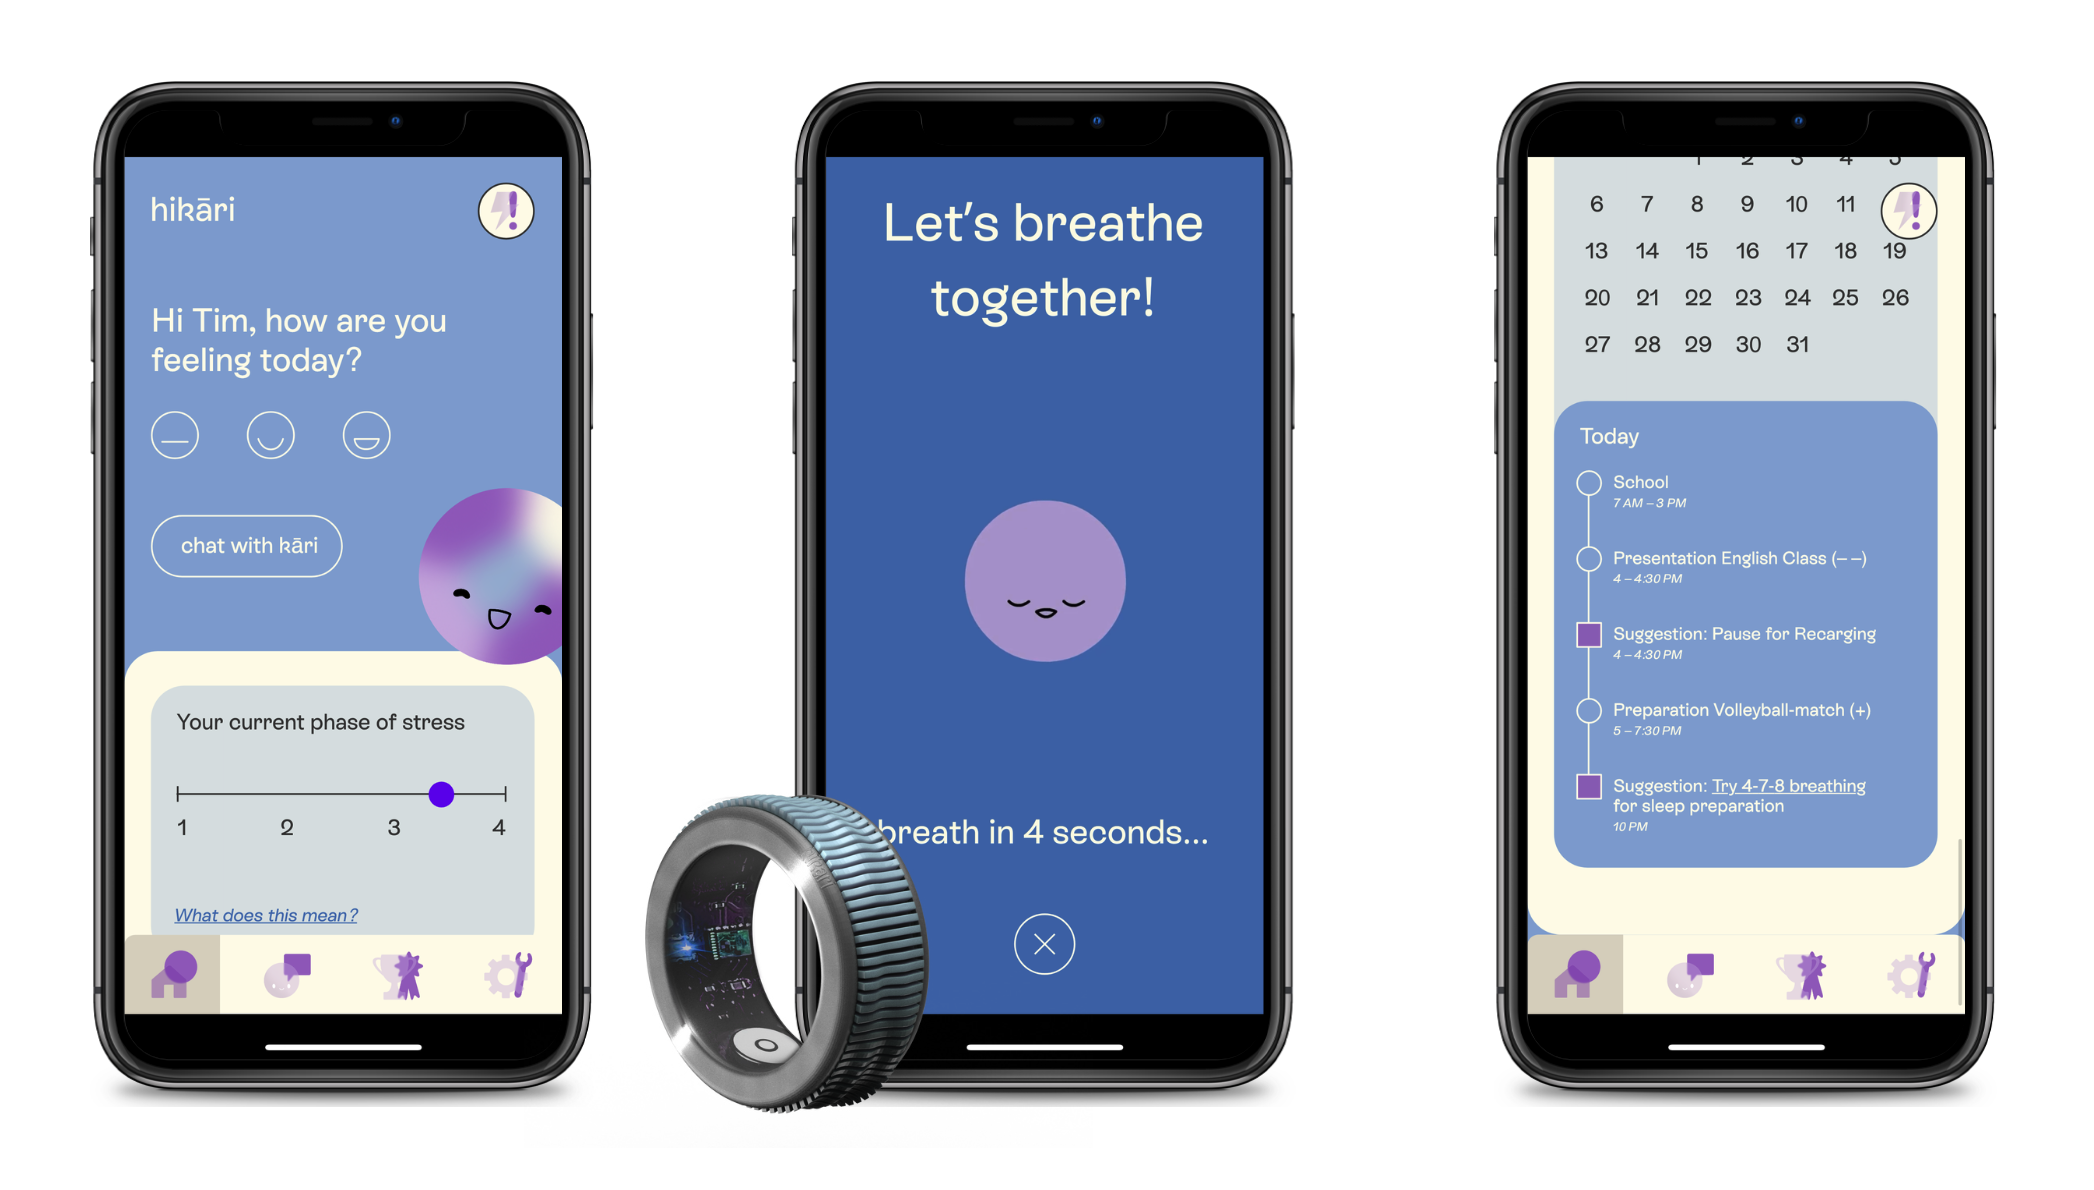 hikāri
Hi Tim, how are you
feeling today?
chat with kāri
Your current phase of stress
1 2 3 4
What does this mean?
Let's breathe
together!
breath in 4 seconds...
1 2 3 4 5
6 7 8 9 10 11
13 14 15 16 17 18 19
20 21 22 23 24 25 26
27 28 29 30 31
Today
School
7 AM – 3 PM
Presentation English Class (– –)
4 – 4:30 PM
Suggestion: Pause for Recarging
4 – 4:30 PM
Preparation Volleyball-match (+)
5 – 7:30 PM
Suggestion: Try 4-7-8 breathing
for sleep preparation
10 PM